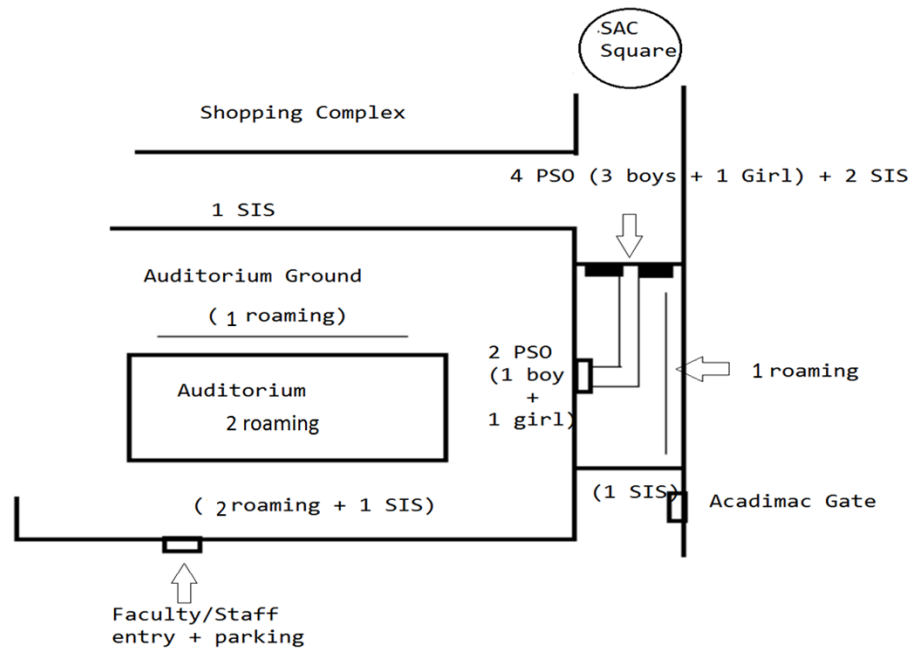 .SAC
Square
Shopping Complex
4 PSO (3 boys + 1 Girl) + 2 SIS
1 SIS
Auditorium Ground
( 1 roaming)
2 PSO
(1 boy
+
1 girl)
1 roaming
Auditorium
2 roaming
( 2 roaming + 1 SIS)
(1 SIS)
Acadimac Gate
Faculty/Staff
entry + parking